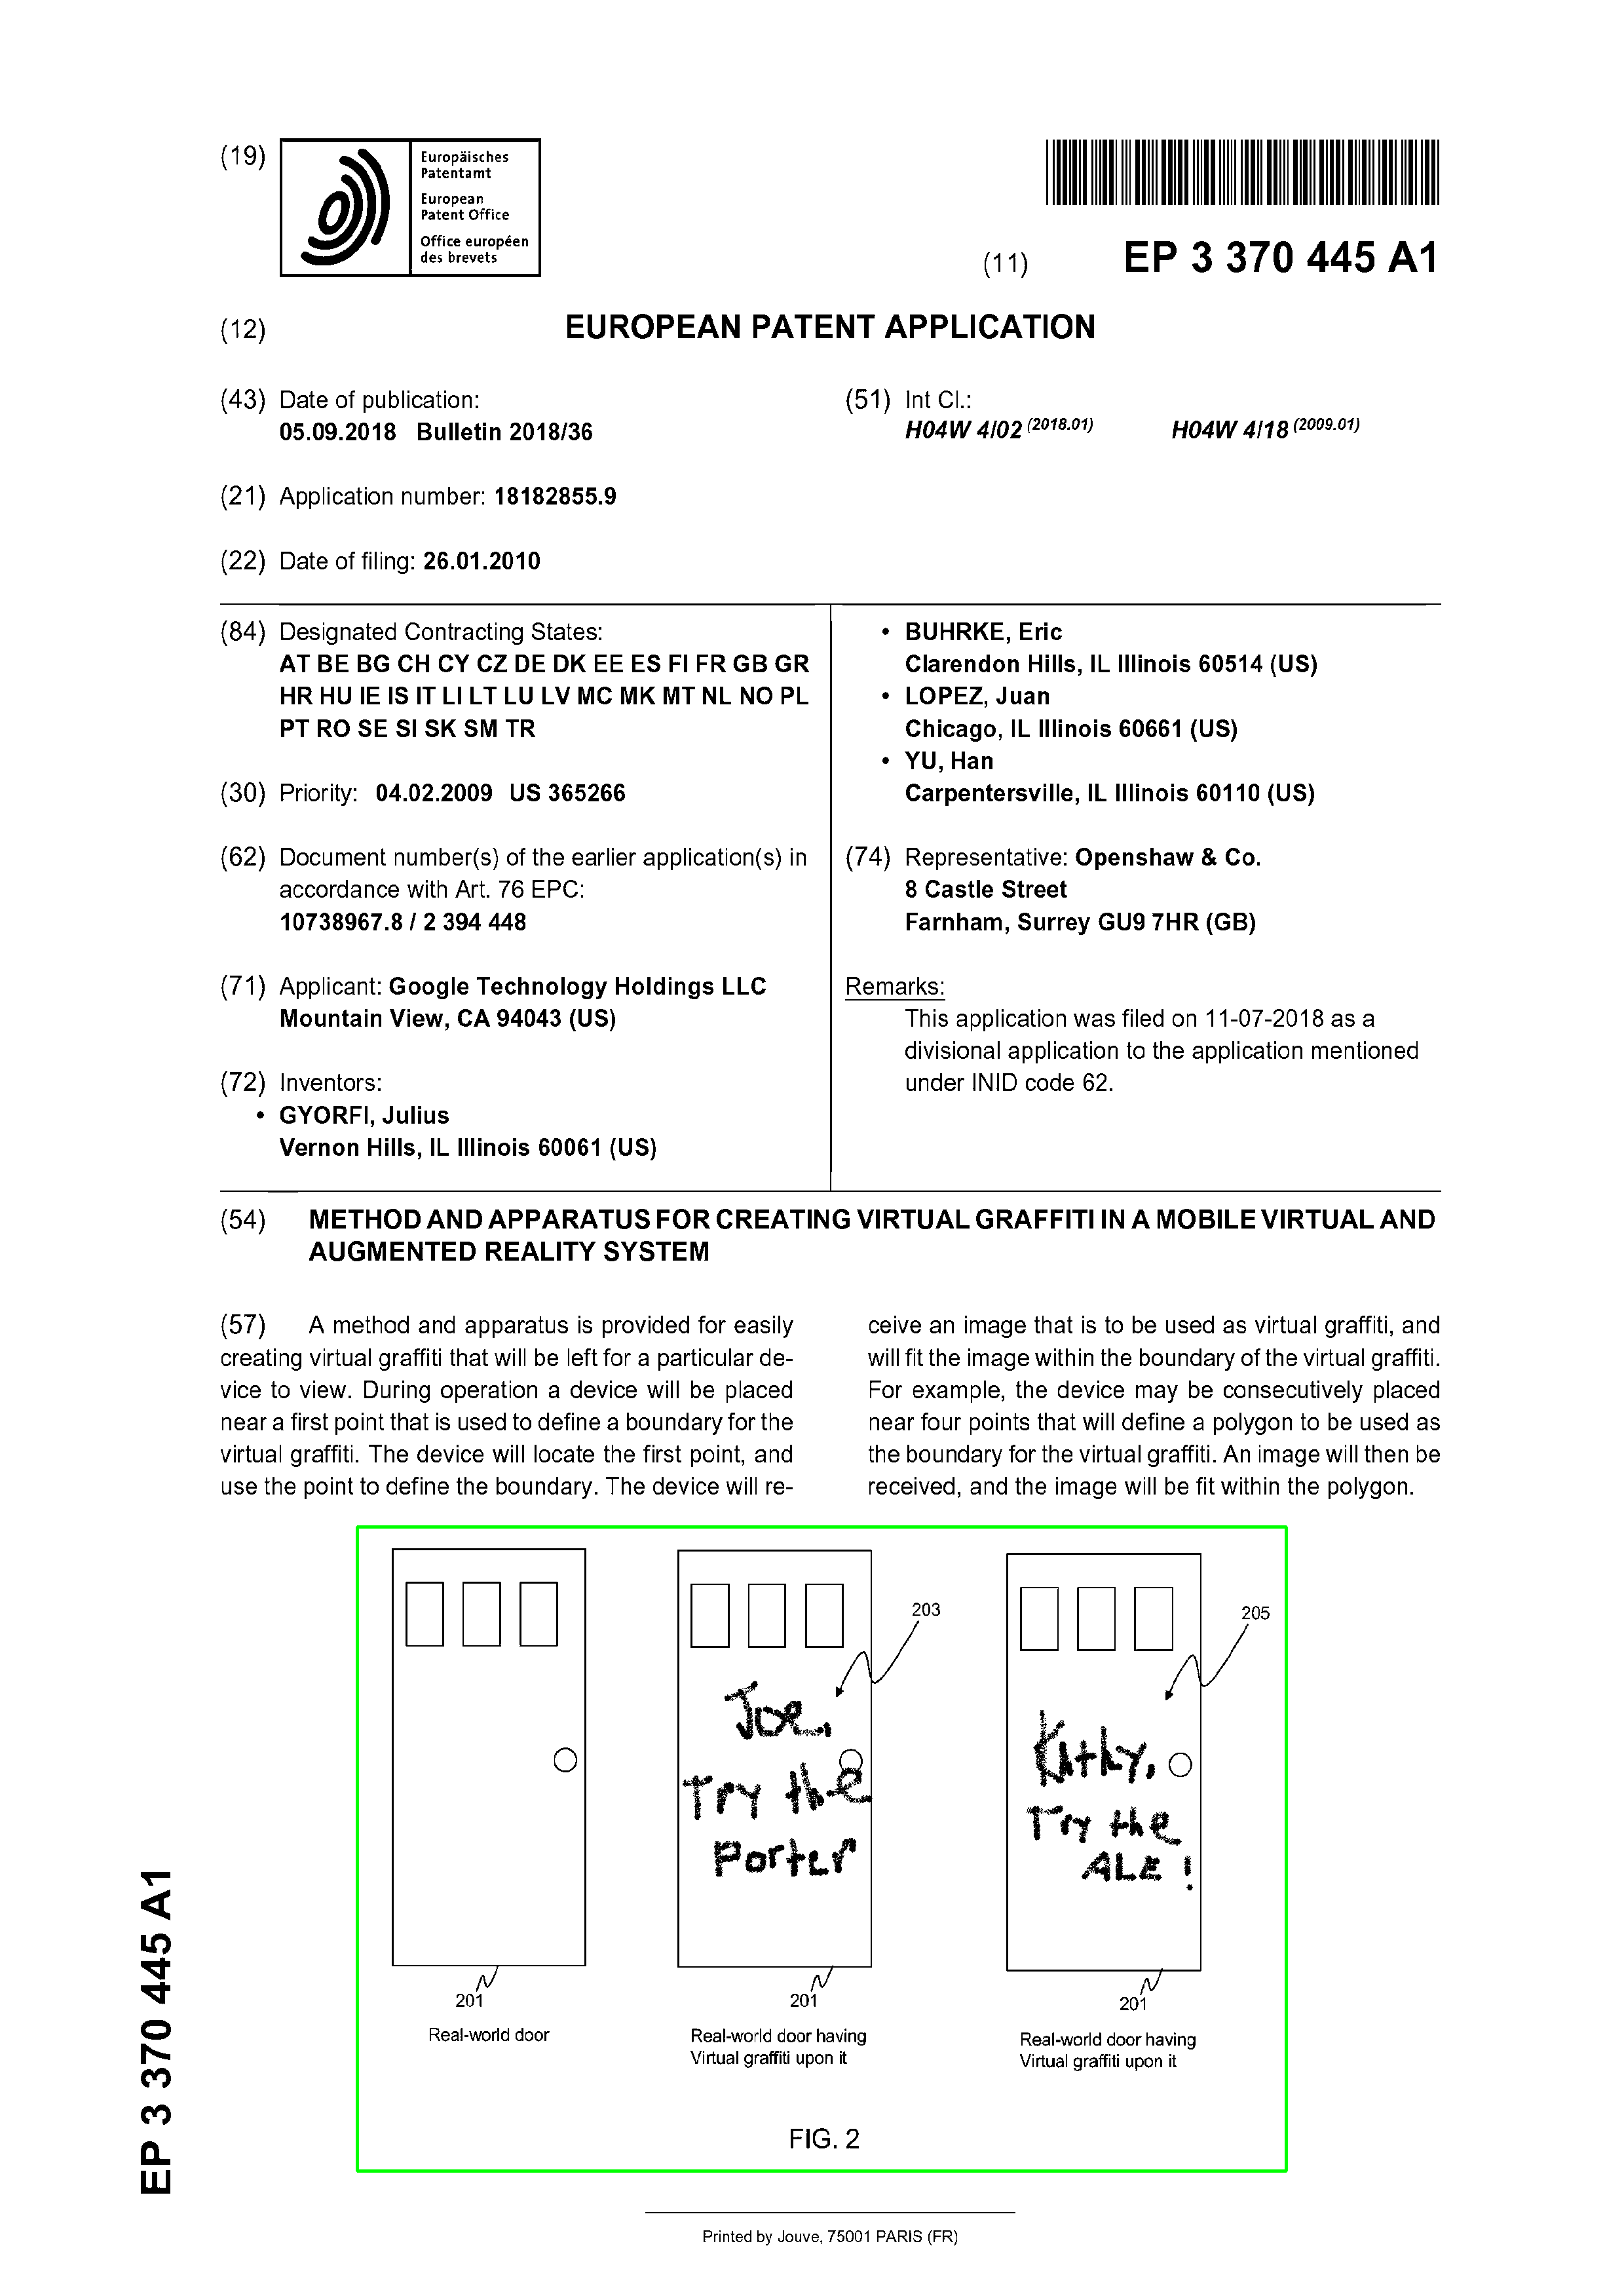 (19)
Europäisches
Patentamt
European
Patent Office
Office européen
des brevets
(11) EP 3 370 445 A1
(12) EUROPEAN PATENT APPLICATION
(43) Date of publication:
05.09.2018 Bulletin 2018/36
(21) Application number: 18182855.9
(22) Date of filing: 26.01.2010
(51) Int Cl.:
H04W 4/02 (2018.01) H04W 4/18 (2009.01)
(84) Designated Contracting States:
AT BE BG CH CY CZ DE DK EE ES FI FR GB GR
HR HU IE IS IT LI LT LU LV MC MK MT NL NO PL
PT RO SE SI SK SM TR
(30) Priority: 04.02.2009 US 365266
(62) Document number(s) of the earlier application(s) in
accordance with Art. 76 EPC:
10738967.8 / 2 394 448
(71) Applicant: Google Technology Holdings LLC
Mountain View, CA 94043 (US)
(72) Inventors:
• GYORFI, Julius
Vernon Hills, IL Illinois 60061 (US)
• BUHRKE, Eric
Clarendon Hills, IL Illinois 60514 (US)
• LOPEZ, Juan
Chicago, IL Illinois 60661 (US)
• YU, Han
Carpentersville, IL Illinois 60110 (US)
(74) Representative: Openshaw & Co.
8 Castle Street
Farnham, Surrey GU9 7HR (GB)
Remarks:
This application was filed on 11-07-2018 as a
divisional application to the application mentioned
under INID code 62.
(54) METHOD AND APPARATUS FOR CREATING VIRTUAL GRAFFITI IN A MOBILE VIRTUAL AND
AUGMENTED REALITY SYSTEM
(57) A method and apparatus is provided for easily
creating virtual graffiti that will be left for a particular de-
vice to view. During operation a device will be placed
near a first point that is used to define a boundary for the
virtual graffiti. The device will locate the first point, and
use the point to define the boundary. The device will re-
ceive an image that is to be used as virtual graffiti, and
will fit the image within the boundary of the virtual graffiti.
For example, the device may be consecutively placed
near four points that will define a polygon to be used as
the boundary for the virtual graffiti. An image will then be
received, and the image will be fit within the polygon.
201
Real-world door
203
Joe,
Try the
Porter
201
Real-world door having
Virtual graffiti upon it
205
Kathy,
Try the
ALE !
201
Real-world door having
Virtual graffiti upon it
FIG. 2
EP 3 370 445 A1
Printed by Jouve, 75001 PARIS (FR)